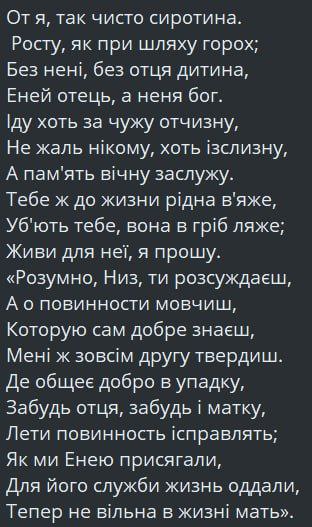 От я, так чисто сиротина.
Росту, як при шляху горох;
Без нені, без отця дитина,
Еней отець, а неня бог.
Іду хоть за чужу отчизну,
Не жаль нікому, хоть ізслизну,
А пам'ять вічну заслужу.
Тебе ж до жизни рідна в'яже,
Уб'ють тебе, вона в гріб ляже;
Живи для неї, я прошу.
«Розумно, Низ, ти розсуждаєш,
А о повинности мовчиш,
Которую сам добре знаєш,
Мені ж зовсім другу твердиш.
Де общеє добро в упадку,
Забудь отця, забудь і матку,
Лети повинность ісправлять;
Як ми Енею присягали,
Для його служби жизнь оддали,
Тепер не вільна в жизні мать».